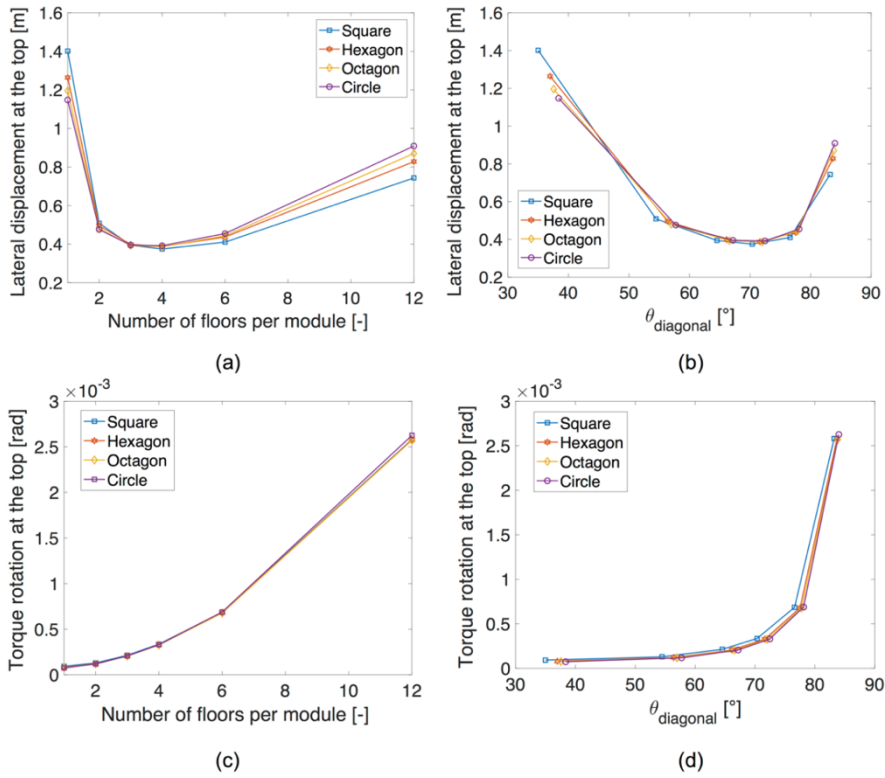 1.6
1.4
1.2
1
0.8
0.6
0.4
0.2
Lateral displacement at the top [m]
Square
Hexagon
Octagon
Circle
2 4 6 8 10 12
Number of floors per module [-]
(a)
1.6
1.4
1.2
1
0.8
0.6
0.4
0.2
Lateral displacement at the top [m]
Square
Hexagon
Octagon
Circle
30 40 50 60 70 80 90
θdiagonal [°]
(b)
×10-3
3
2.5
2
1.5
1
0.5
0
Torque rotation at the top [rad]
Square
Hexagon
Octagon
Circle
2 4 6 8 10 12
Number of floors per module [-]
(c)
×10-3
3
2.5
2
1.5
1
0.5
0
Torque rotation at the top [rad]
Square
Hexagon
Octagon
Circle
30 40 50 60 70 80 90
θdiagonal [°]
(d)